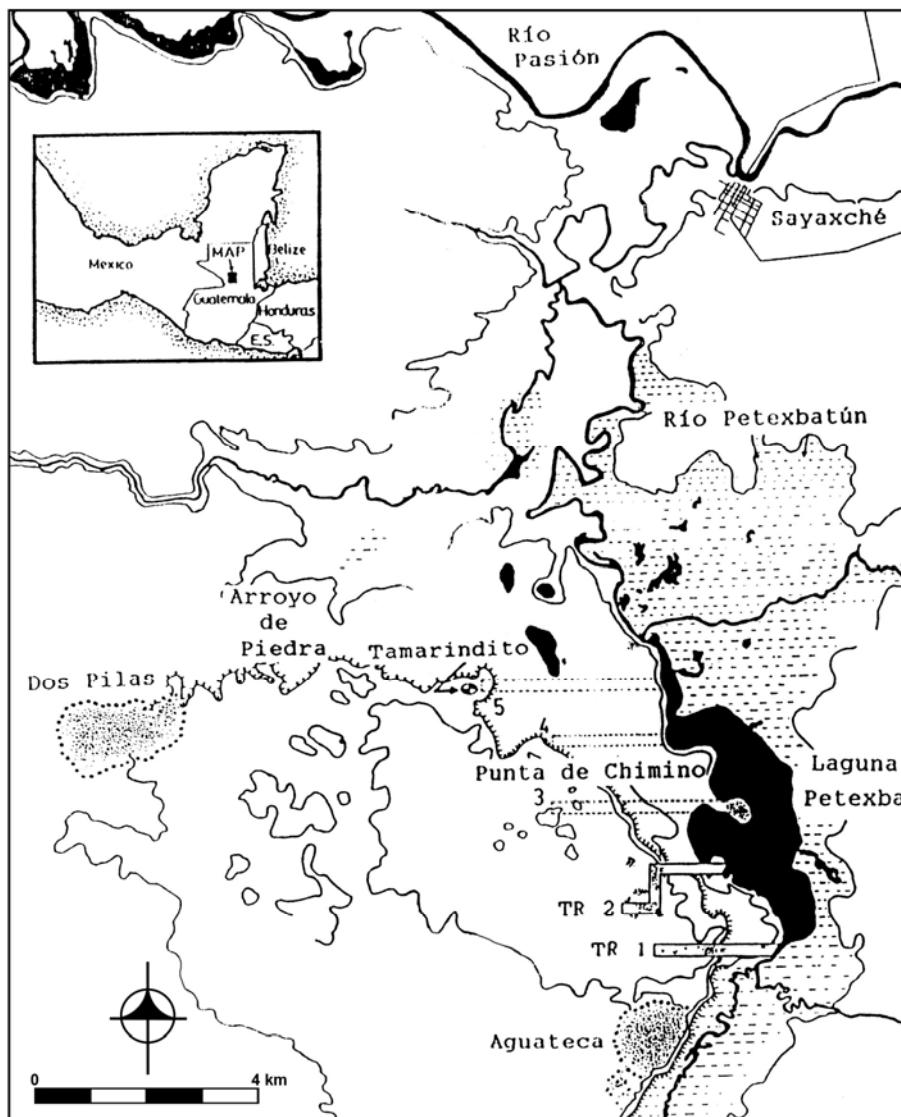 Río
Pasión
Sayaxché
Mexico
MAP
Belize
Guatemala
Honduras
E.S.
Río Petexbatún
Arroyo
de
Piedra
Tamarindito
Dos Pilas
5
4
Punta de Chimino
Laguna
Petexba
3
TR 2
TR 1
Aguateca
0
4 km